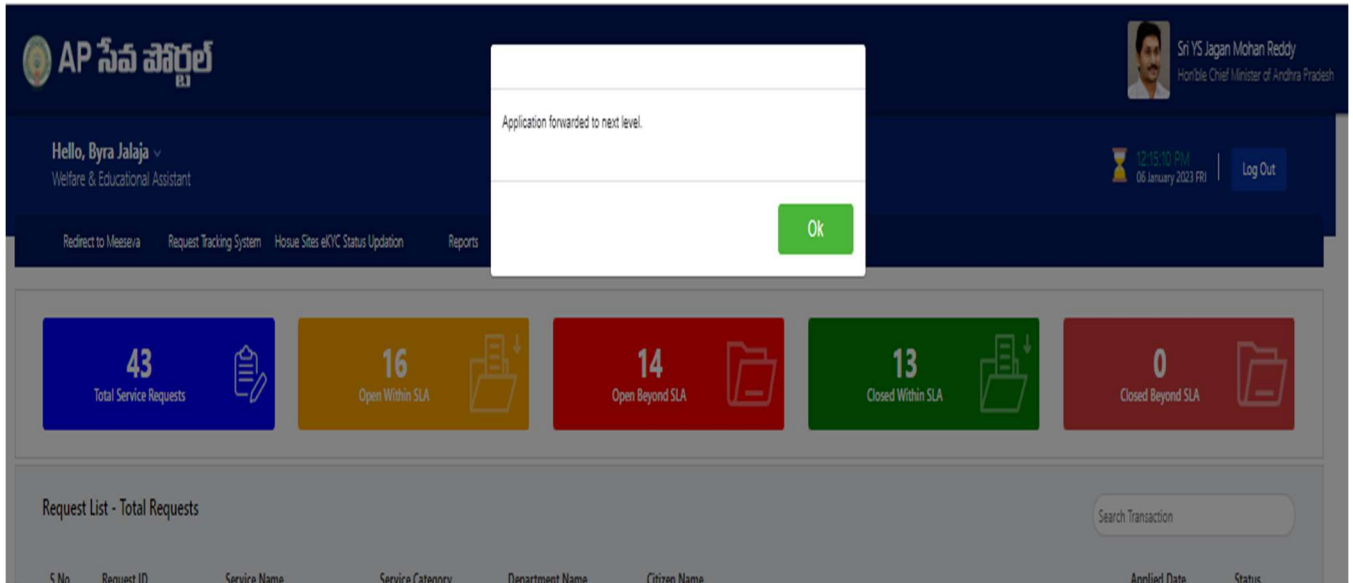 AP సేవ పోర్టల్
Sri YS Jagan Mohan Reddy
Hon'ble Chief Minister of Andhra Pradesh
Application forwarded to next level.
Ok
Hello, Byra Jalaja
Welfare & Educational Assistant
12:15:10 PM
06 January 2023 FRI
Log Out
Redirect to Meeseva Request Tracking System Hosue Sites eKYC Status Updation Reports
43
Total Service Requests
16
Open Within SLA
14
Open Beyond SLA
13
Closed Within SLA
0
Closed Beyond SLA
Request List - Total Requests
Search Transaction
S.No Request ID Service Name Service Category Department Name Citizen Name Applied Date Status